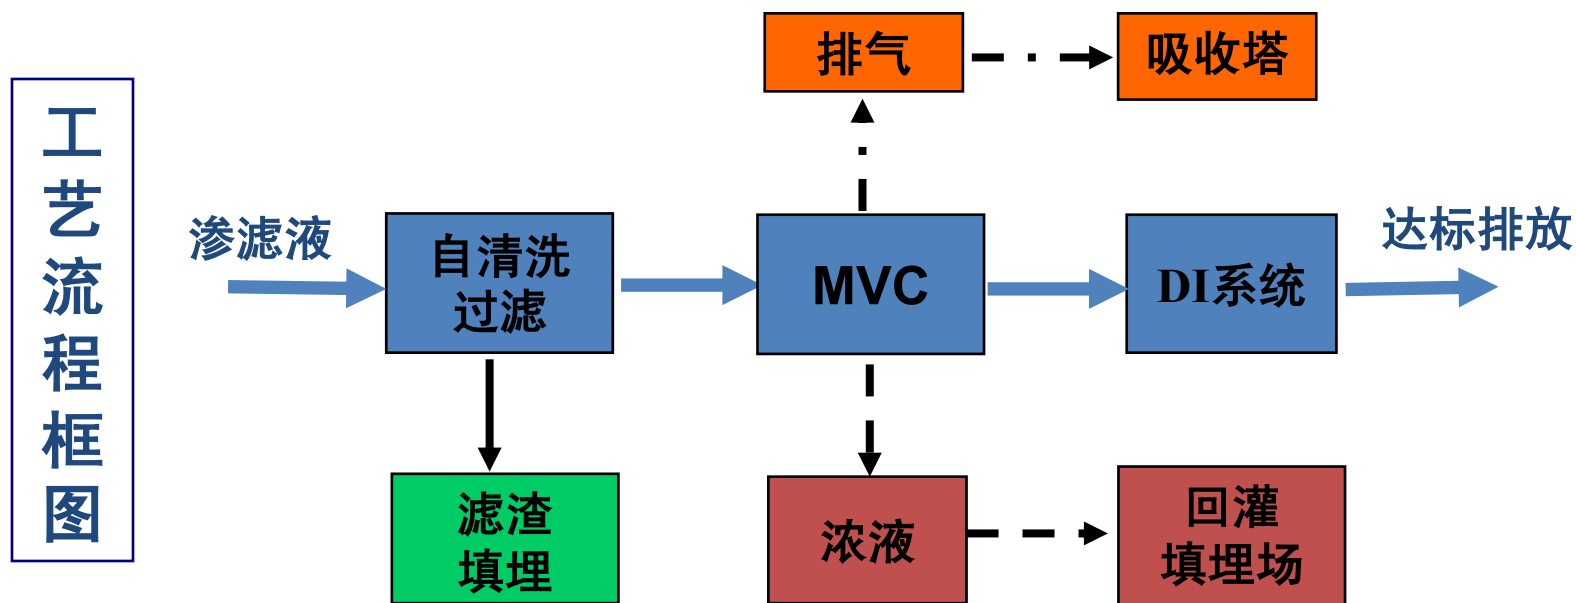 工艺流程框图
排气
吸收塔
渗滤液
自清洗
过滤
MVC
DI系统
达标排放
滤渣
填埋
浓液
回灌
填埋场